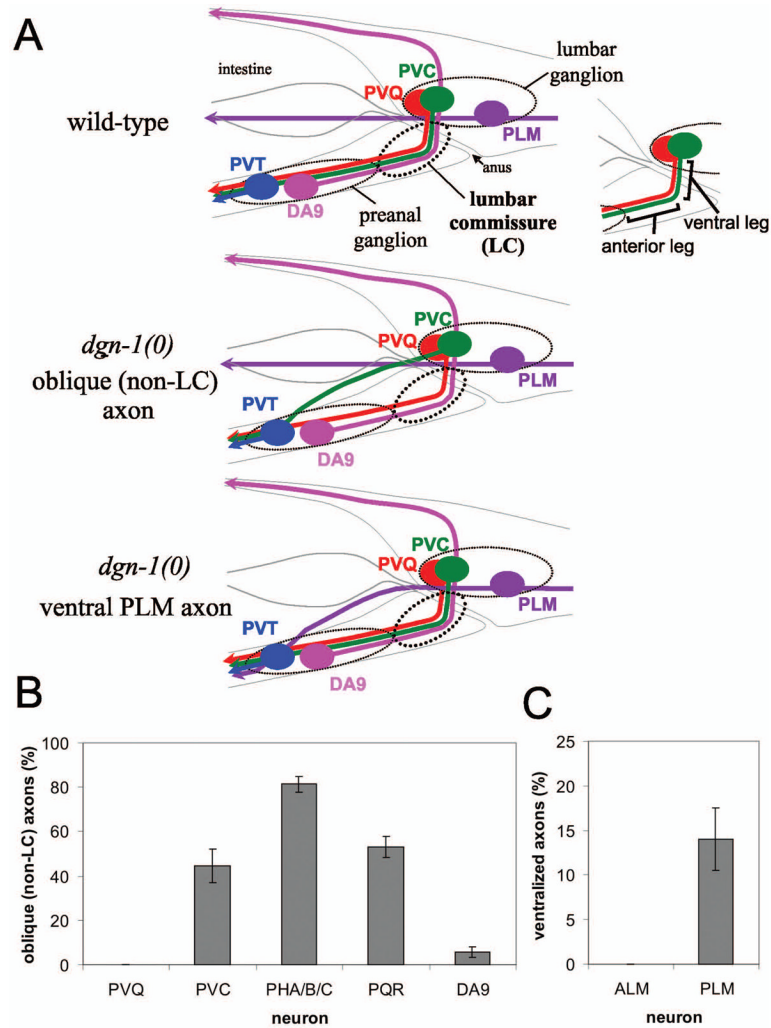 A
intestine
PVC
PVQ
lumbar
ganglion
wild-type
PLM
PVT
anus
DA9
preanal
ganglion
lumbar
commissure
(LC)
ventral leg
anterior leg
dgn-1(0)
oblique (non-LC)
axon
PVC
PVQ
PLM
PVT
DA9
dgn-1(0)
ventral PLM axon
PVC
PVQ
PLM
PVT
DA9
B
oblique (non-LC) axons (%)
100
80
60
40
20
0
PVQ PVC PHA/B/C PQR DA9
neuron
C
ventralized axons (%)
25
20
15
10
5
0
ALM PLM
neuron